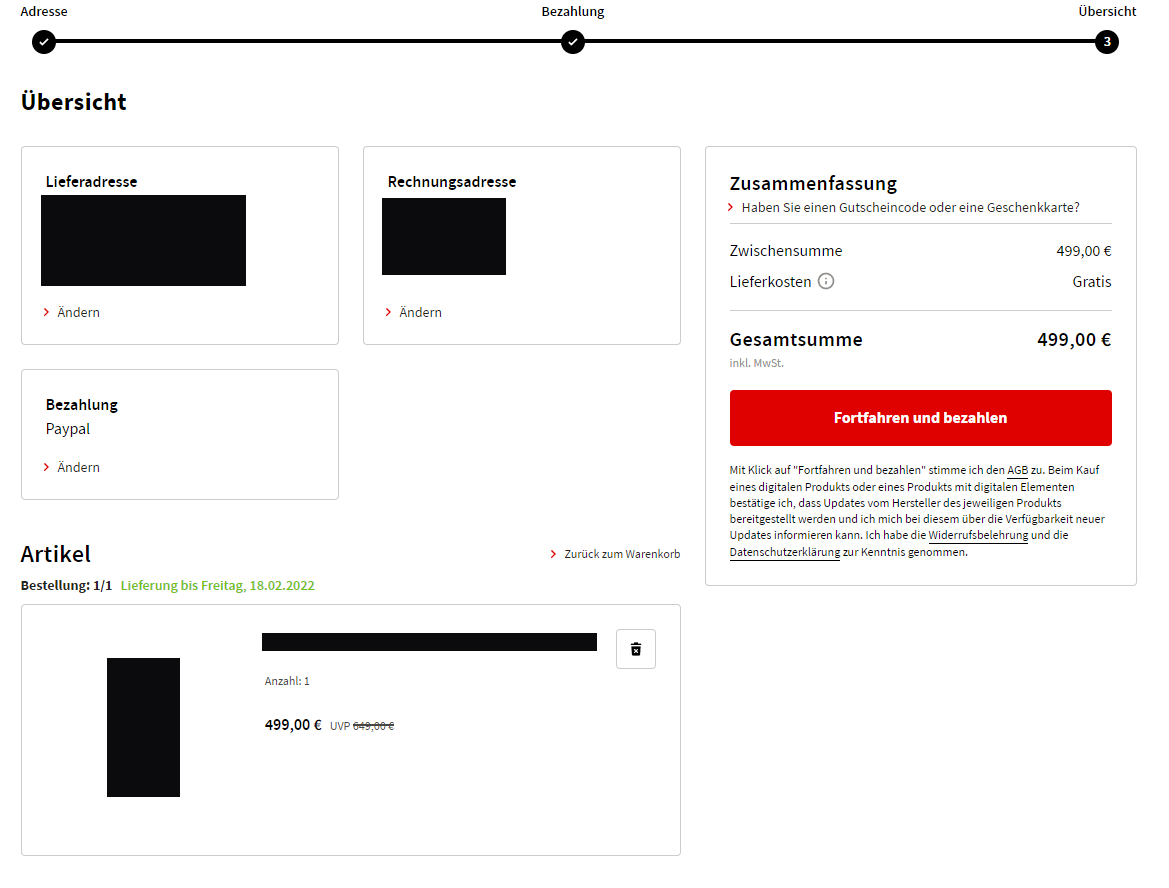 Adresse
Bezahlung
Übersicht
3
Übersicht
Lieferadresse
Ändern
Rechnungsadresse
Ändern
Bezahlung
Paypal
Ändern
Zusammenfassung
Haben Sie einen Gutscheincode oder eine Geschenkkarte?
Zwischensumme 499,00 €
Lieferkosten Gratis
Gesamtsumme 499,00 €
inkl. MwSt.
Fortfahren und bezahlen
Mit Klick auf "Fortfahren und bezahlen" stimme ich den AGB zu. Beim Kauf
eines digitalen Produkts oder eines Produkts mit digitalen Elementen
bestätige ich, dass Updates vom Hersteller des jeweiligen Produkts
bereitgestellt werden und ich mich bei diesem über die Verfügbarkeit neuer
Updates informieren kann. Ich habe die Widerrufsbelehrung und die
Datenschutzerklärung zur Kenntnis genommen.
Artikel
Zurück zum Warenkorb
Bestellung: 1/1 Lieferung bis Freitag, 18.02.2022
Anzahl: 1
499,00 € UVP 649,00 €